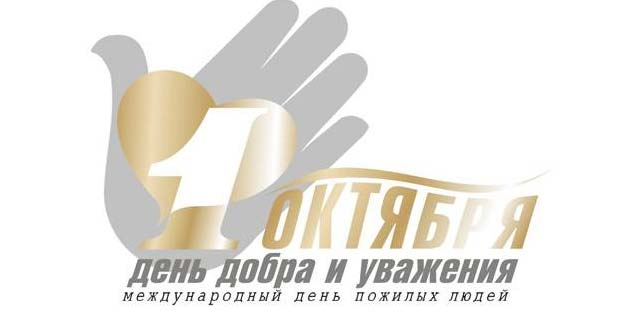 1 ОКТЯБРЯ
день добра и уважения
международный день пожилых людей